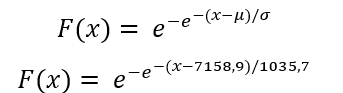 F(x) = e^{-e^{-(x-μ)/σ}}
F(x) = e^{-e^{-(x-7158,9)/1035,7}}